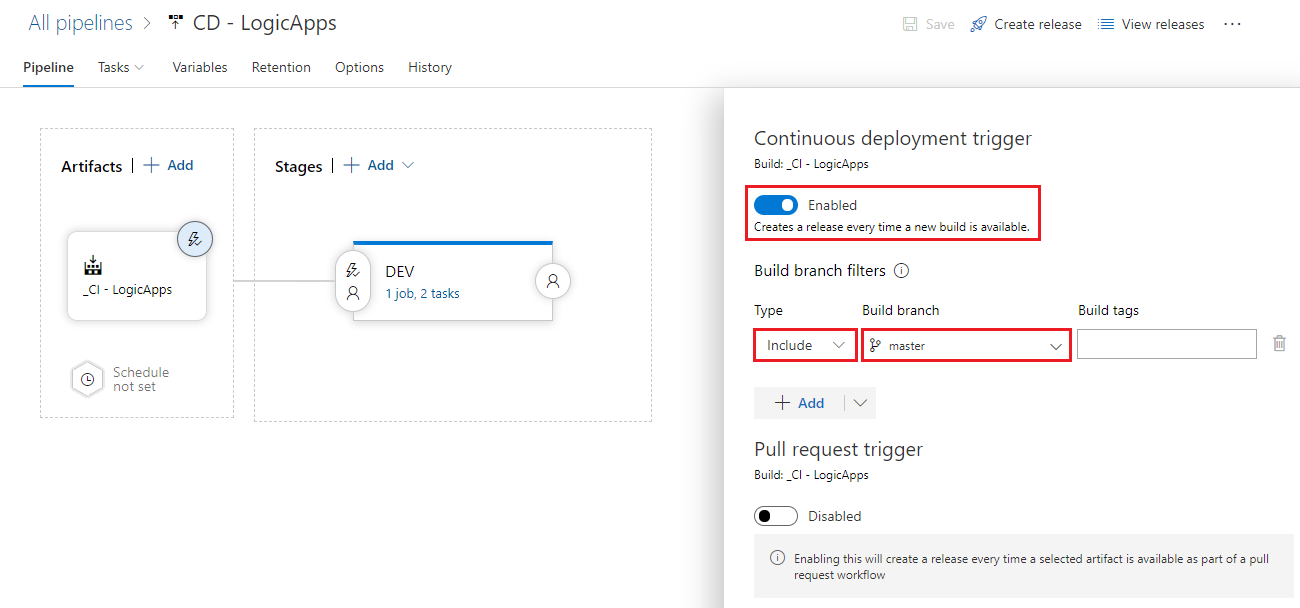 All pipelines > CD - LogicApps
Save Create release View releases ...
Pipeline Tasks Variables Retention Options History
Artifacts | + Add
Stages | + Add
_CI - LogicApps
DEV
1 job, 2 tasks
Schedule
not set
Continuous deployment trigger
Build: _CI - LogicApps
Enabled
Creates a release every time a new build is available.
Build branch filters
Type Build branch Build tags
Include master
+ Add
Pull request trigger
Build: _CI - LogicApps
Disabled
Enabling this will create a release every time a selected artifact is available as part of a pull
request workflow